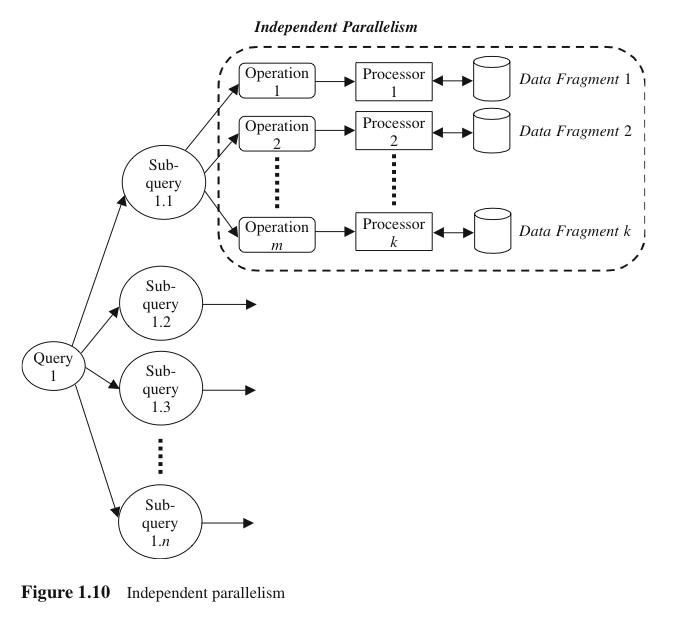 Independent Parallelism
Operation
1
Processor
1
Data Fragment 1
Operation
2
Processor
2
Data Fragment 2
Sub-
query
1.1
Operation
m
Processor
k
Data Fragment k
Sub-
query
1.2
Query
1
Sub-
query
1.3
Sub-
query
1.n
Figure 1.10 Independent parallelism